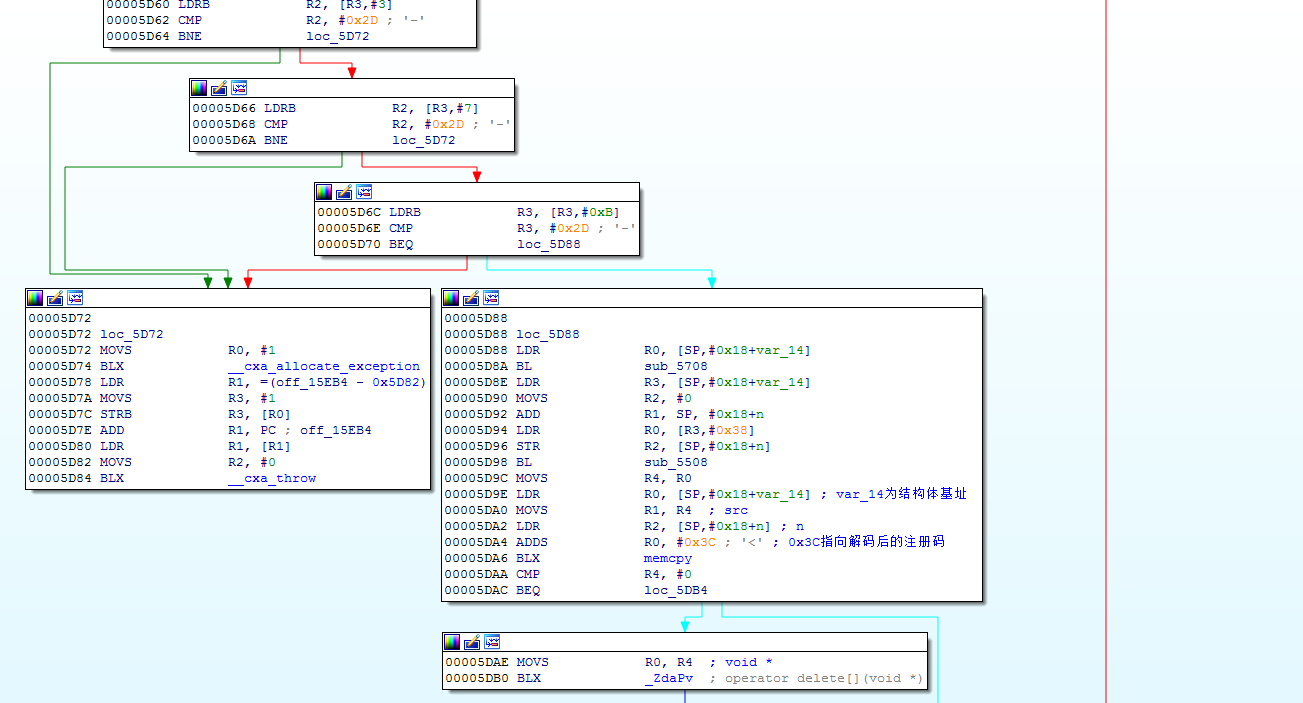 00005D60 LDRB R2, [R3,#3]
00005D62 CMP R2, #0x2D ; '-'
00005D64 BNE loc_5D72
00005D66 LDRB R2, [R3,#7]
00005D68 CMP R2, #0x2D ; '-'
00005D6A BNE loc_5D72
00005D6C LDRB R3, [R3,#0xB]
00005D6E CMP R3, #0x2D ; '-'
00005D70 BEQ loc_5D88
00005D72
00005D72 loc_5D72
00005D72 MOVS R0, #1
00005D74 BLX __cxa_allocate_exception
00005D78 LDR R1, =(off_15EB4 - 0x5D82)
00005D7A MOVS R3, #1
00005D7C STRB R3, [R0]
00005D7E ADD R1, PC ; off_15EB4
00005D80 LDR R1, [R1]
00005D82 MOVS R2, #0
00005D84 BLX __cxa_throw
00005D88
00005D88 loc_5D88
00005D88 LDR R0, [SP,#0x18+var_14]
00005D8A BL sub_5708
00005D8E LDR R3, [SP,#0x18+var_14]
00005D90 MOVS R2, #0
00005D92 ADD R1, SP, #0x18+n
00005D94 LDR R0, [R3,#0x38]
00005D96 STR R2, [SP,#0x18+n]
00005D98 BL sub_5508
00005D9C MOVS R4, R0
00005D9E LDR R0, [SP,#0x18+var_14] ; var_14为结构体基址
00005DA0 MOVS R1, R4 ; src
00005DA2 LDR R2, [SP,#0x18+n] ; n
00005DA4 ADDS R0, #0x3C ; '<' ; 0x3C指向解码后的注册码
00005DA6 BLX memcpy
00005DAA CMP R4, #0
00005DAC BEQ loc_5DB4
00005DAE MOVS R0, R4 ; void *
00005DB0 BLX _ZdaPv ; operator delete[](void *)